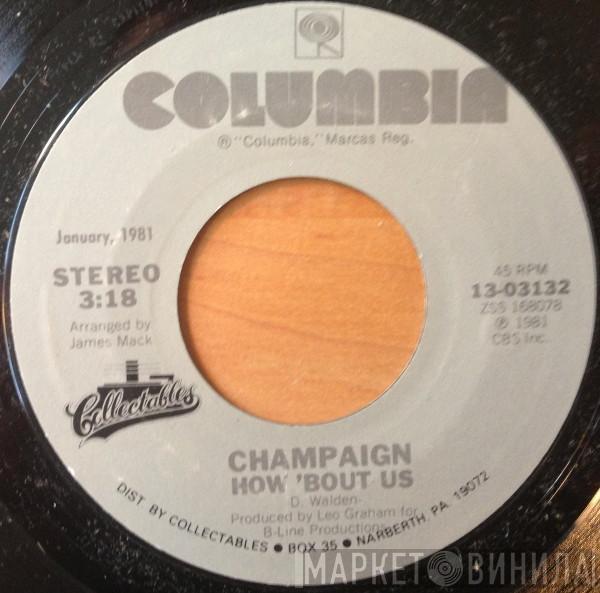 COLUMBIA
® "Columbia," Marcas Reg.
January, 1981
STEREO
3:18
Arranged by
James Mack
Collectables
45 RPM
13-03132
ZSS 168078
℗ 1981
CBS Inc.
CHAMPAIGN
HOW 'BOUT US
-D. Walden-
Produced by Leo Graham for
B-Line Productions
DIST. BY COLLECTABLES ● BOX 35 ● NARBERTH, PA. 19072
МАРКЕТ ВИНИЛА